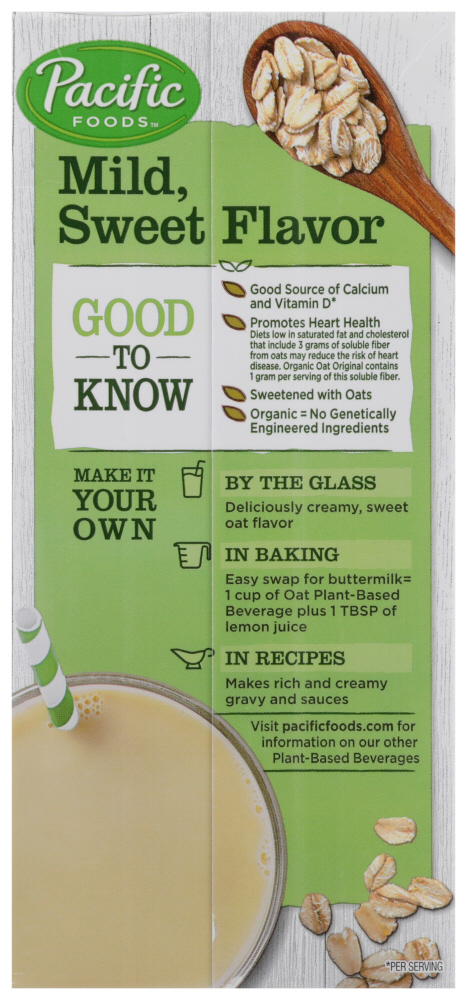 Pacific
FOODS™
Mild,
Sweet Flavor
GOOD
TO
KNOW
Good Source of Calcium
and Vitamin D*
Promotes Heart Health
Diets low in saturated fat and cholesterol
that include 3 grams of soluble fiber
from oats may reduce the risk of heart
disease. Organic Oat Original contains
1 gram per serving of this soluble fiber.
Sweetened with Oats
Organic = No Genetically
Engineered Ingredients
MAKE IT
YOUR
OWN
BY THE GLASS
Deliciously creamy, sweet
oat flavor
IN BAKING
Easy swap for buttermilk=
1 cup of Oat Plant-Based
Beverage plus 1 TBSP of
lemon juice
IN RECIPES
Makes rich and creamy
gravy and sauces
Visit pacificfoods.com for
information on our other
Plant-Based Beverages
*PER SERVING